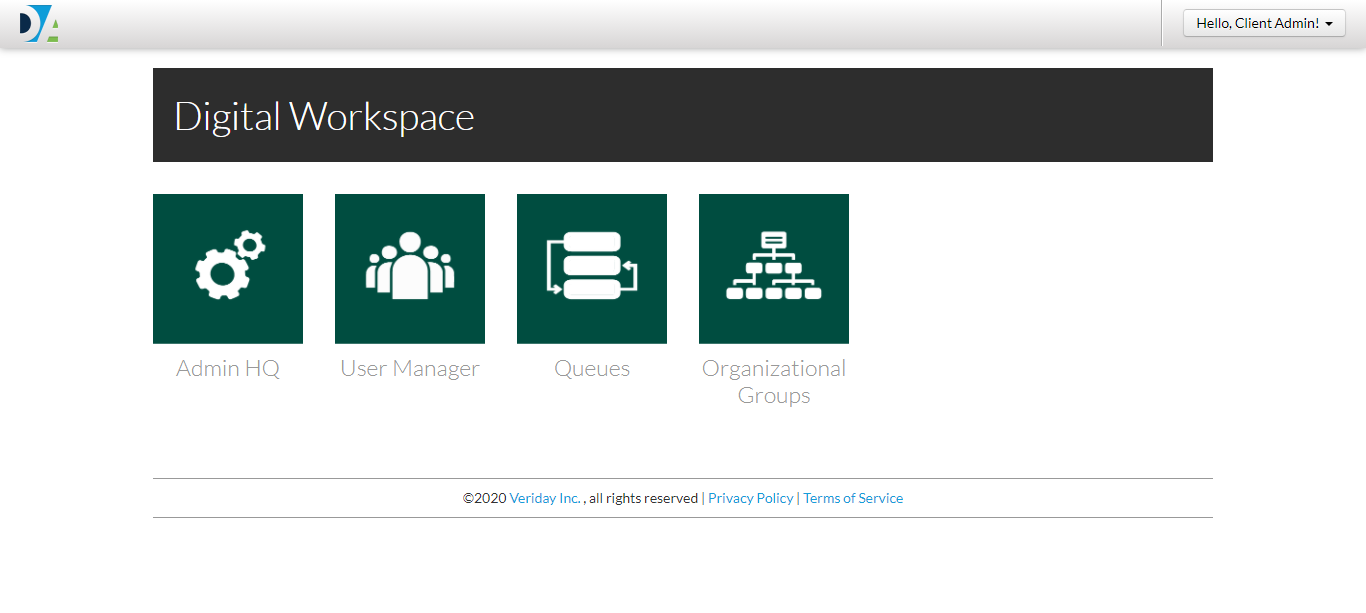 DA
Hello, Client Admin!
Digital Workspace
Admin HQ
User Manager
Queues
Organizational
Groups
©2020 Veriday Inc. , all rights reserved | Privacy Policy | Terms of Service